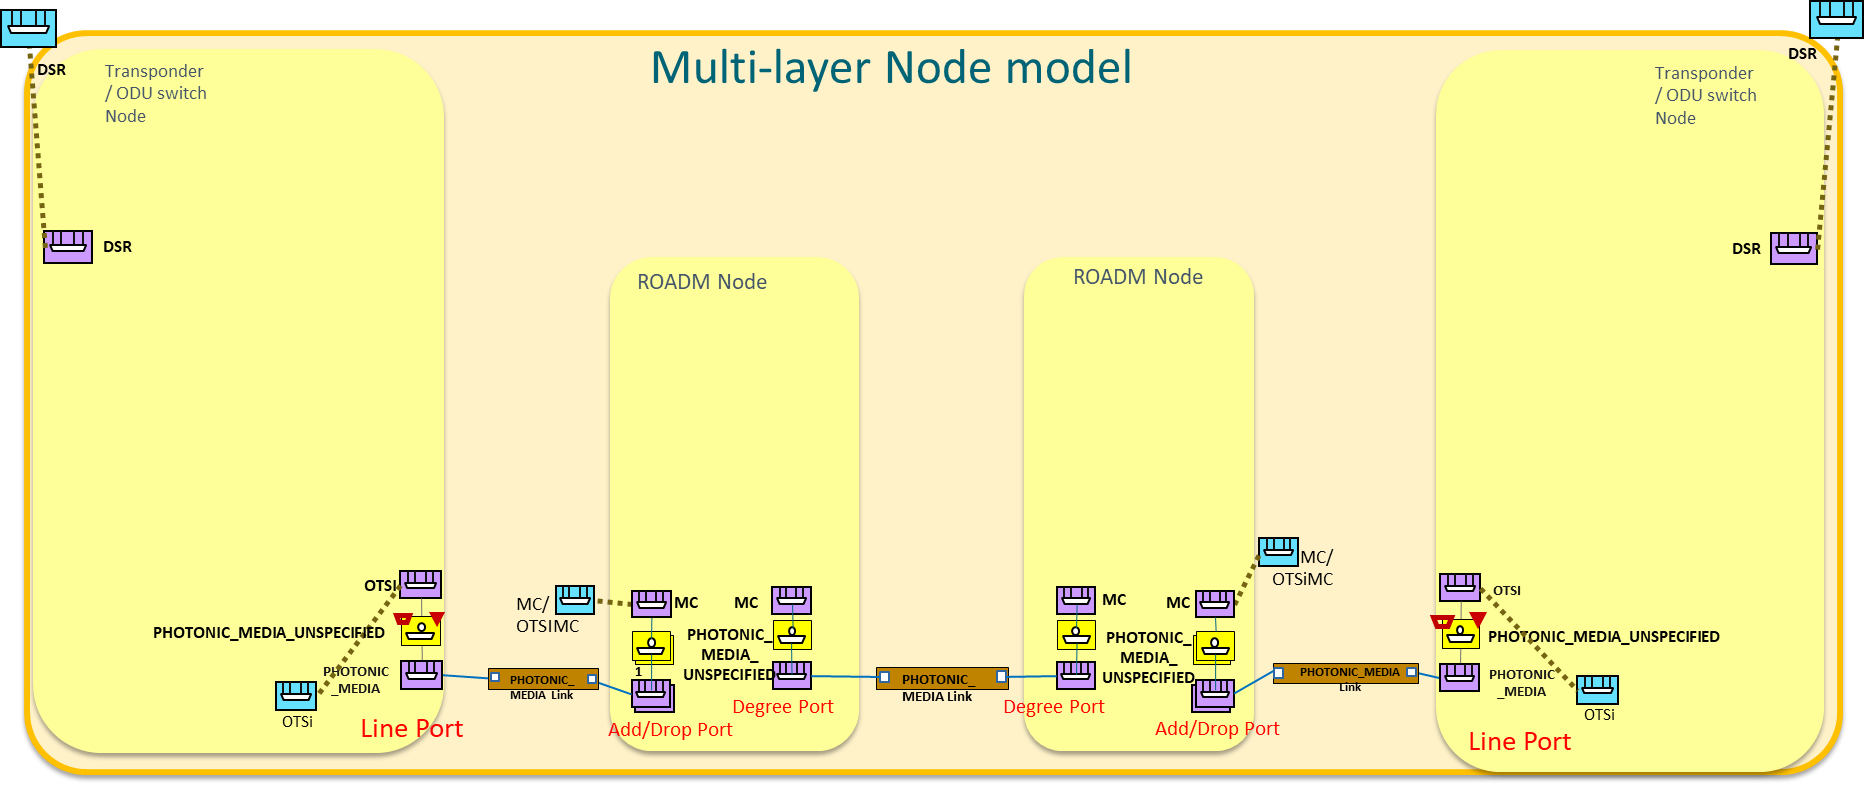 Multi-layer Node model
DSR
Transponder
/ ODU switch
Node
DSR
Transponder
/ ODU switch
Node
DSR
DSR
ROADM Node
ROADM Node
OTSi
PHOTONIC_MEDIA_UNSPECIFIED
PHOTONIC
_MEDIA
OTSi
Line Port
PHOTONIC_
MEDIA Link
MC/
OTSIMC
MC
1
Add/Drop Port
MC
PHOTONIC_
MEDIA_
UNSPECIFIED
Degree Port
PHOTONIC_
MEDIA Link
MC
PHOTONIC_
MEDIA_
UNSPECIFIED
Degree Port
MC
Add/Drop Port
MC/
OTSiMC
PHOTONIC_MEDIA
Link
OTSI
PHOTONIC_MEDIA_UNSPECIFIED
PHOTONIC
_MEDIA
OTSi
Line Port